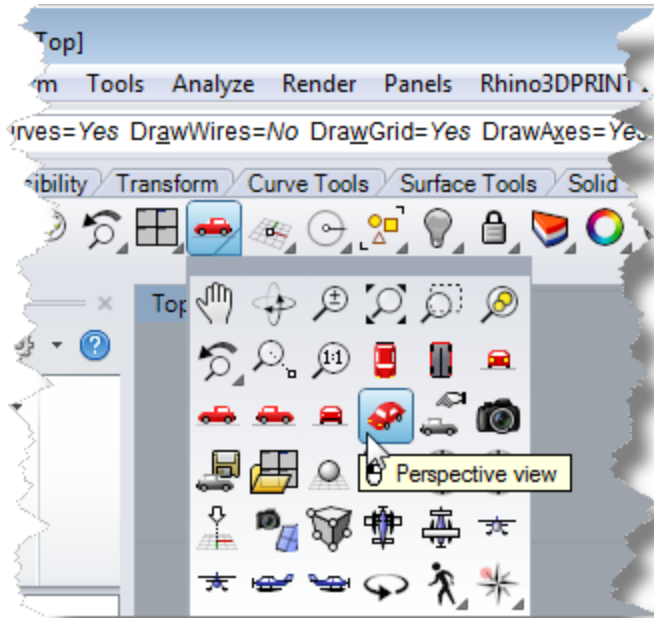 Top]
Tools Analyze Render Panels Rhino3DPRINT
rves=Yes DrawWires=No DrawGrid=Yes DrawAxes=Yes
ibility Transform Curve Tools Surface Tools Solid
Top
1:1
Perspective view